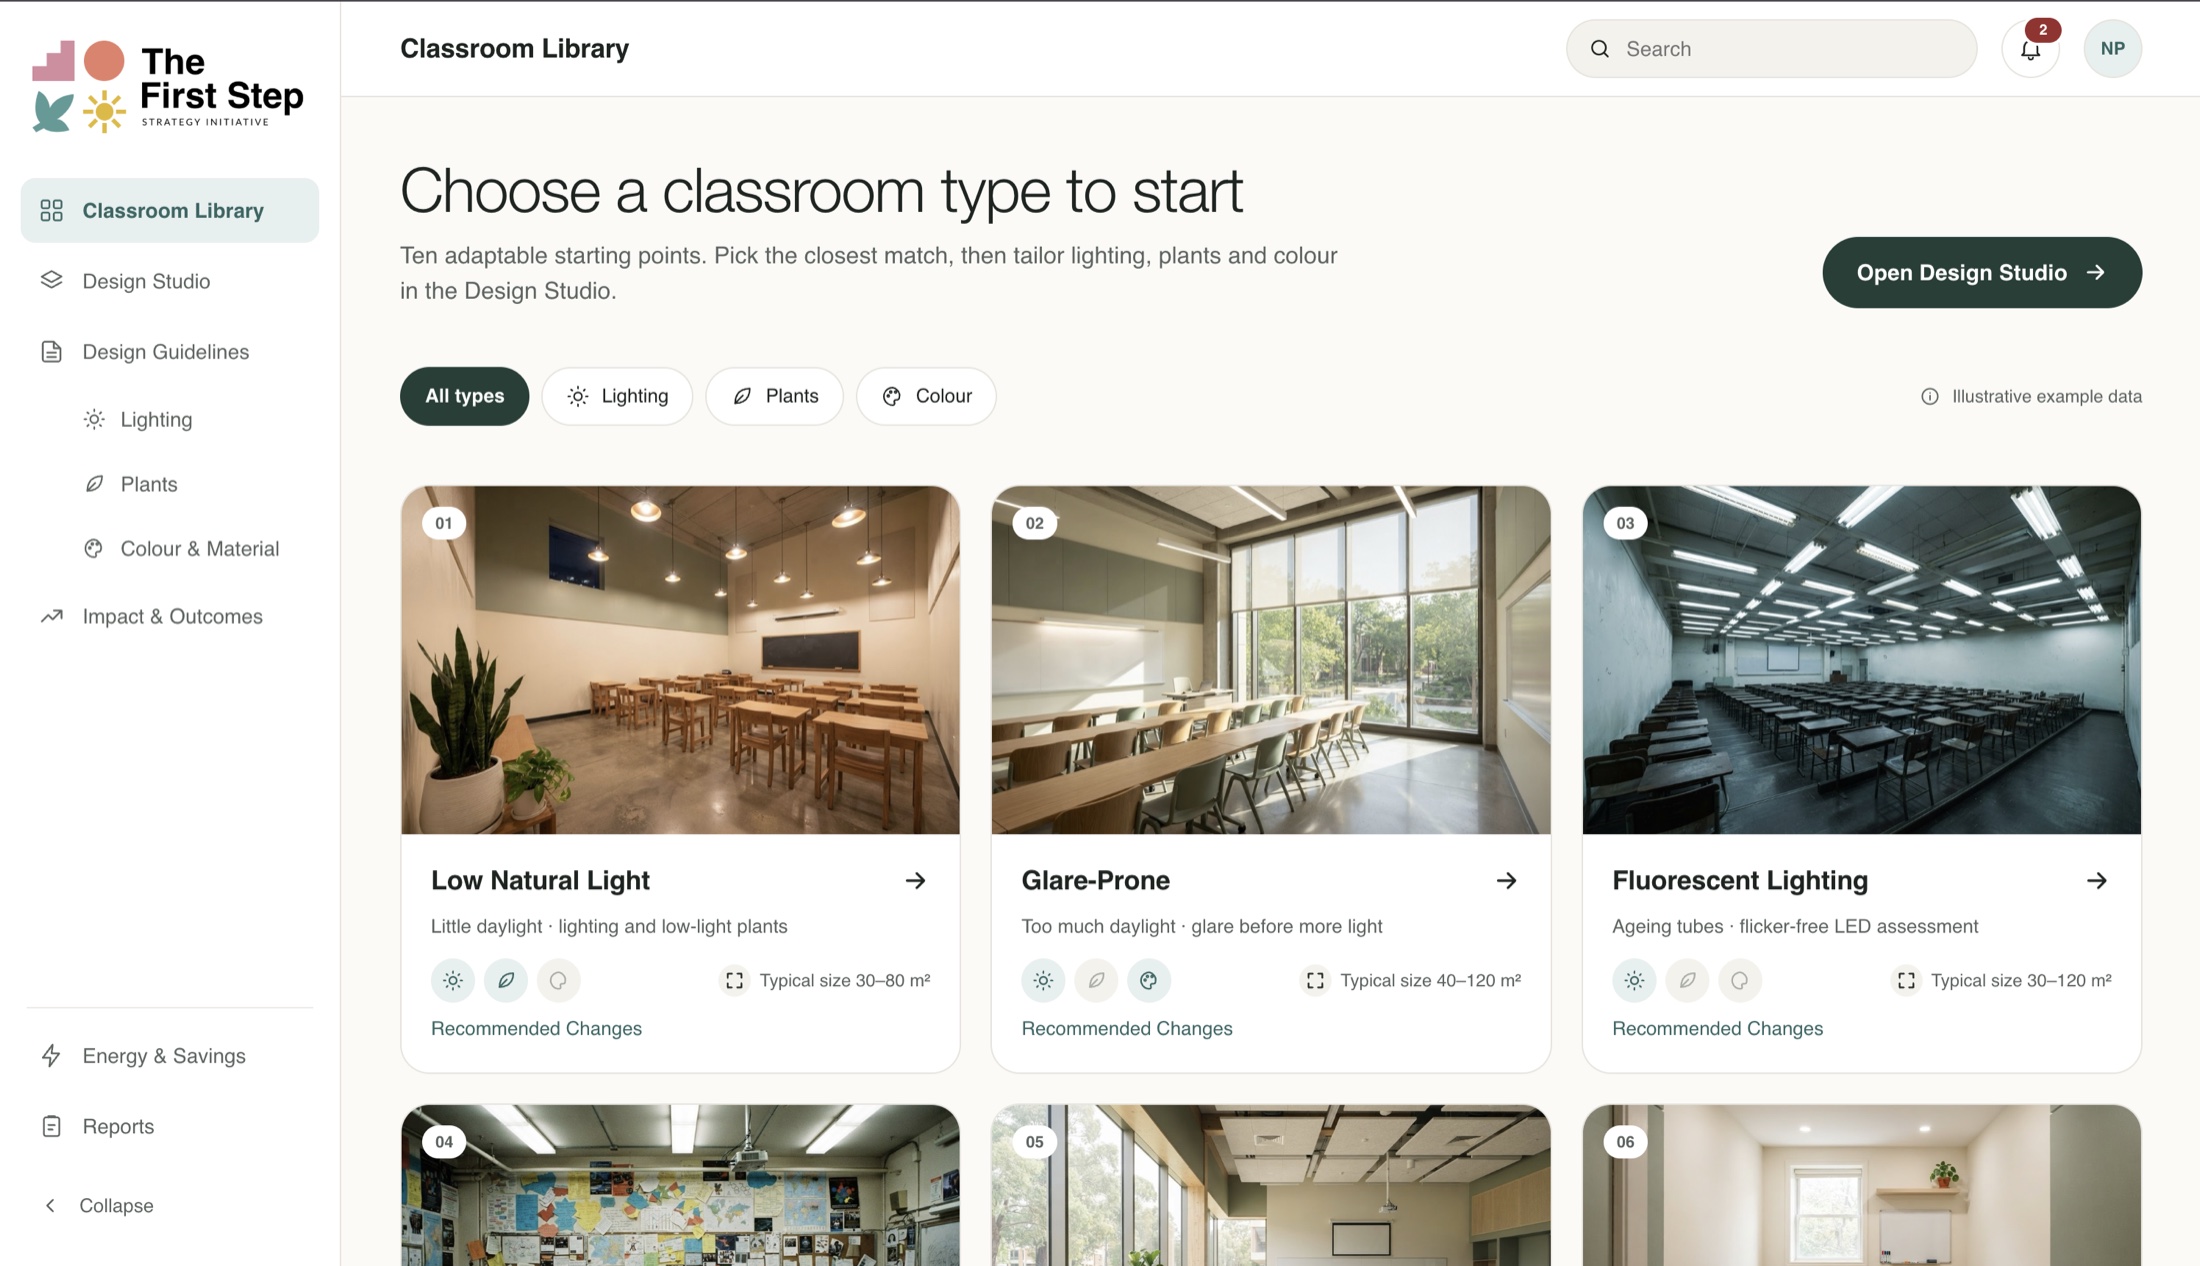 The
First Step
STRATEGY INITIATIVE
Classroom Library
Design Studio
Design Guidelines
Lighting
Plants
Colour & Material
Impact & Outcomes
Energy & Savings
Reports
Collapse
Classroom Library
Search
2
NP
Choose a classroom type to start
Ten adaptable starting points. Pick the closest match, then tailor lighting, plants and colour
in the Design Studio.
Open Design Studio
All types
Lighting
Plants
Colour
Illustrative example data
01
Low Natural Light
Little daylight · lighting and low-light plants
Typical size 30–80 m²
Recommended Changes
02
Glare-Prone
Too much daylight · glare before more light
Typical size 40–120 m²
Recommended Changes
03
Fluorescent Lighting
Ageing tubes · flicker-free LED assessment
Typical size 30–120 m²
Recommended Changes
04
05
06